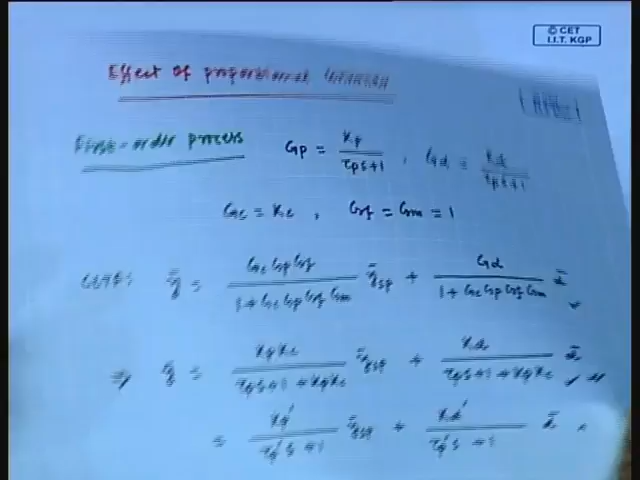 © CET
I.I.T. KGP
Effect of proportional
First-order process Gp = Kp / τps+1 , Gd = Kd / τps+1
Gc = Kc , Gf = Gm = 1
CLTF: ȳ = GcGpGf / 1+GcGpGfGm ȳsp + Gd / 1+GcGpGfGm d̄
⇒ ȳ = KpKc / τps+1+KpKc ȳsp + Kd / τps+1+KpKc d̄
= Kp' / τp's+1 ȳsp + Kd' / τp's+1 d̄